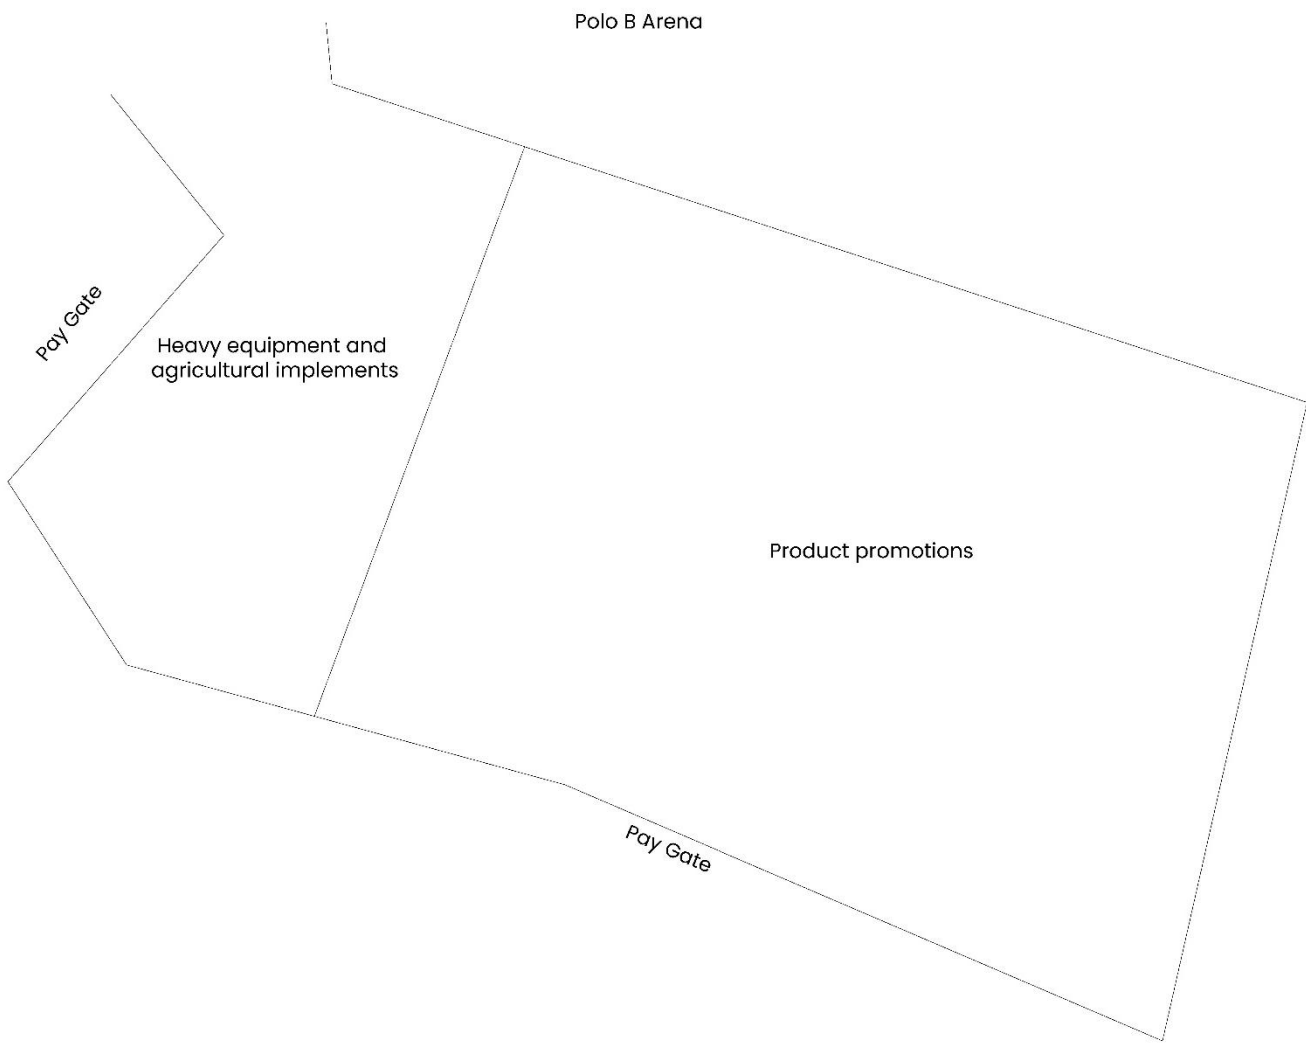 Polo B Arena
Pay Gate
Heavy equipment and
agricultural implements
Product promotions
Pay Gate